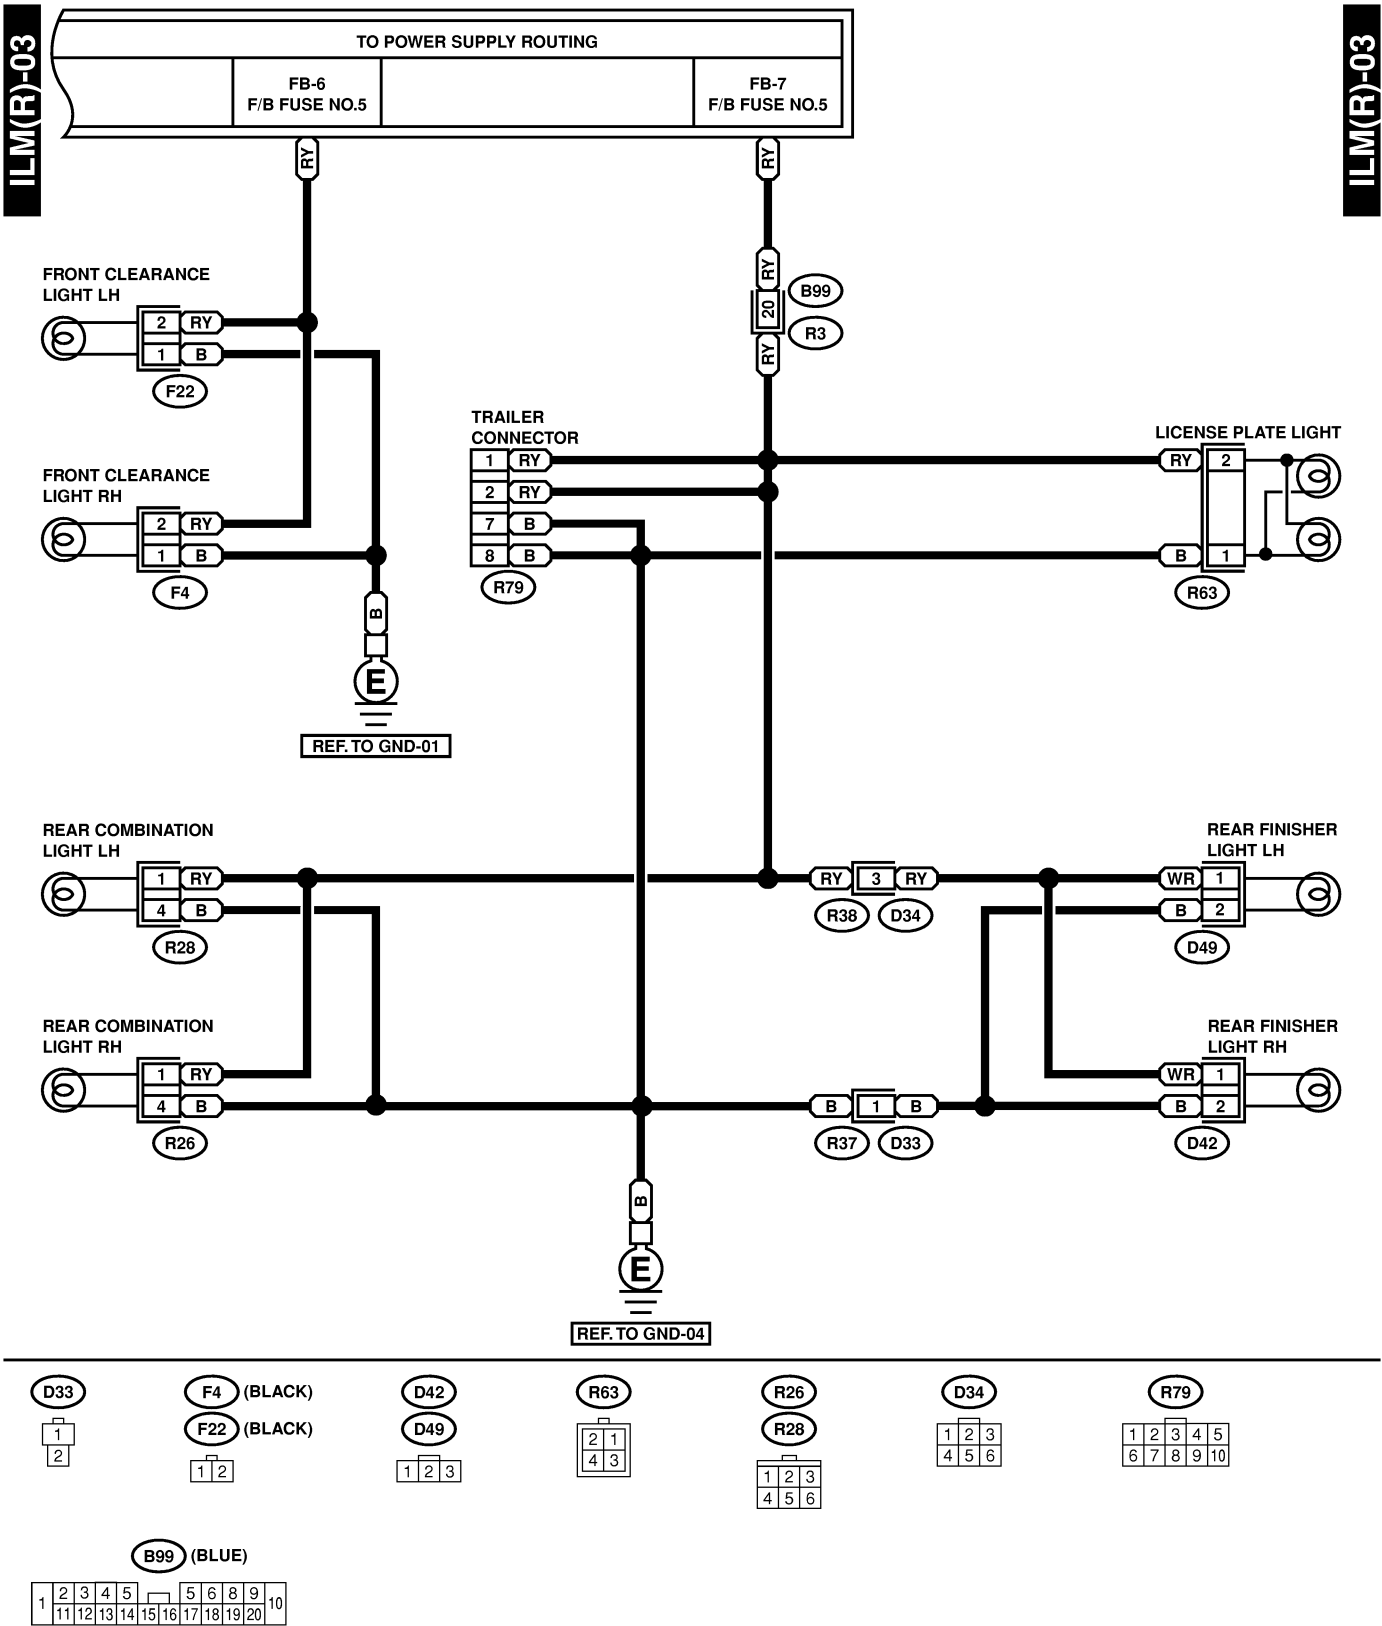 ILM(R)-03
ILM(R)-03
TO POWER SUPPLY ROUTING
FB-6
F/B FUSE NO.5
FB-7
F/B FUSE NO.5
RY
RY
RY
20
RY
B99
R3
FRONT CLEARANCE
LIGHT LH
2 RY
1 B
F22
FRONT CLEARANCE
LIGHT RH
2 RY
1 B
F4
B
E
REF. TO GND-01
TRAILER
CONNECTOR
1 RY
2 RY
7 B
8 B
R79
LICENSE PLATE LIGHT
RY 2
B 1
R63
REAR COMBINATION
LIGHT LH
1 RY
4 B
R28
RY 3 RY
R38 D34
REAR FINISHER
LIGHT LH
WR 1
B 2
D49
REAR COMBINATION
LIGHT RH
1 RY
4 B
R26
B 1 B
R37 D33
REAR FINISHER
LIGHT RH
WR 1
B 2
D42
B
E
REF. TO GND-04
D33
1
2
F4 (BLACK)
F22 (BLACK)
1 2
D42
D49
1 2 3
R63
2 1
4 3
R26
R28
1 2 3
4 5 6
D34
1 2 3
4 5 6
R79
1 2 3 4 5
6 7 8 9 10
B99 (BLUE)
1 2 3 4 5 5 6 8 9 10
11 12 13 14 15 16 17 18 19 20